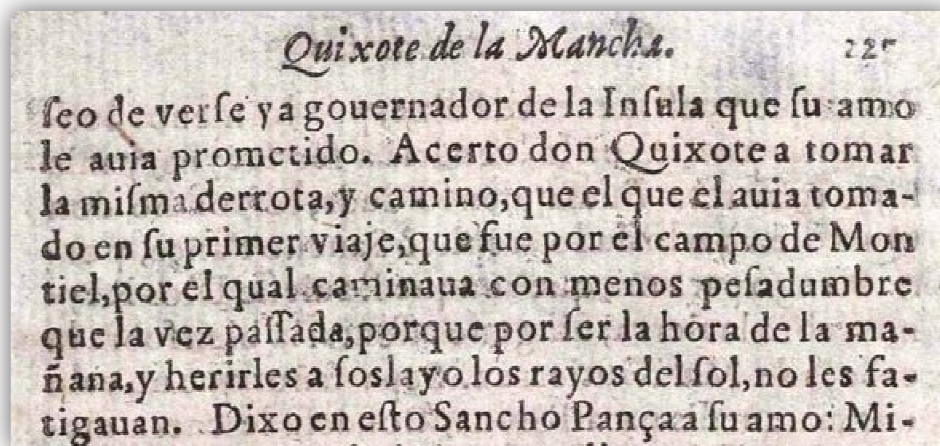 Quixote de la Mancha.
ſeo de verſe ya gouernador de la Inſula que ſu amo
le auia prometido. Acerto don Quixote a tomar
la miſma derrota, y camino, que el que el auia toma-
do en ſu primer viaje, que fue por el campo de Mon
tiel, por el qual caminaua con menos peſadumbre
que la vez paſſada, porque por ſer la hora de la ma-
ñana, y herirles a ſoslayo los rayos del ſol, no les fa-
tigauan. Dixo en eſto Sancho Pança a ſu amo: Mi-